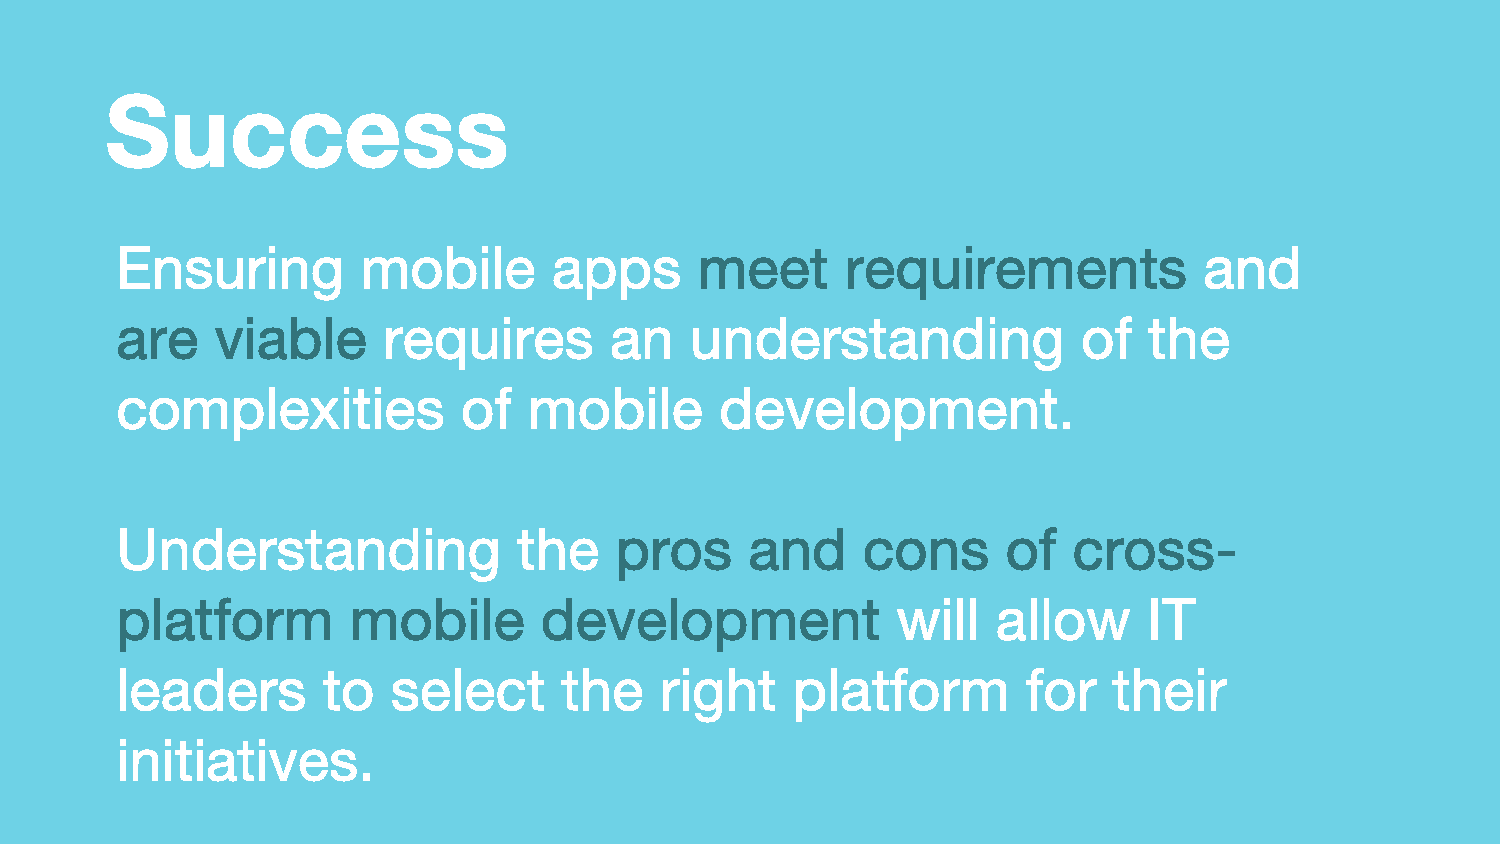 Success
Ensuring mobile apps meet requirements and
are viable requires an understanding of the
complexities of mobile development.
Understanding the pros and cons of cross-
platform mobile development will allow IT
leaders to select the right platform for their
initiatives.